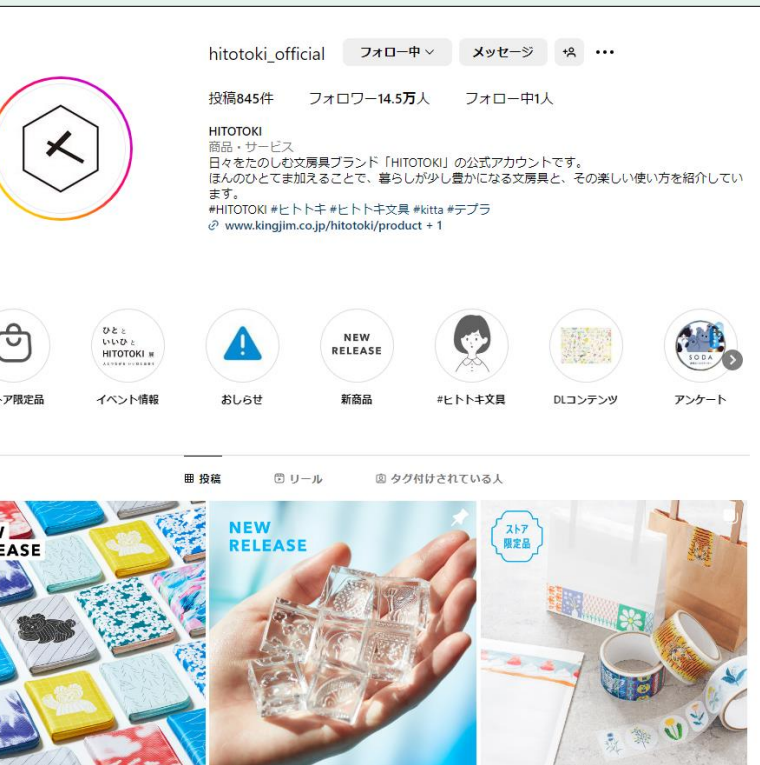 hitotoki_official フォロー中 メッセージ
投稿845件 フォロワー14.5万人 フォロー中1人
HITOTOKI
商品・サービス
日々をたのしむ文房具ブランド「HITOTOKI」の公式アカウントです。
ほんのひとてま加えることで、暮らしが少し豊かになる文房具と、その楽しい使い方を紹介してい
ます。
#HITOTOKI #ヒトトキ #ヒトトキ文具 #kitta #テプラ
www.kingjim.co.jp/hitotoki/product + 1
ひとと
いいひと
HITOTOKI 展
NEW
RELEASE
SODA
ア限定品 イベント情報 おしらせ 新商品 #ヒトトキ文具 DLコンテンツ アンケート
投稿 リール タグ付けされている人
EASE
NEW
RELEASE
ストア
限定品